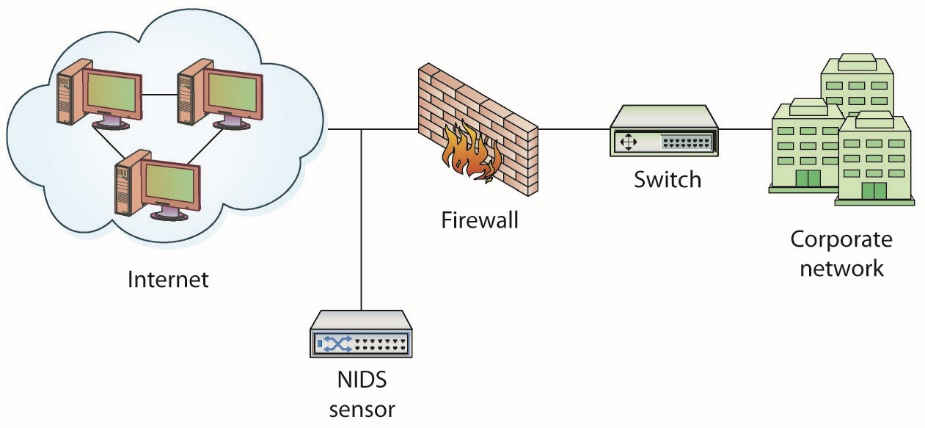 Internet
Firewall
Switch
Corporate
network
NIDS
sensor